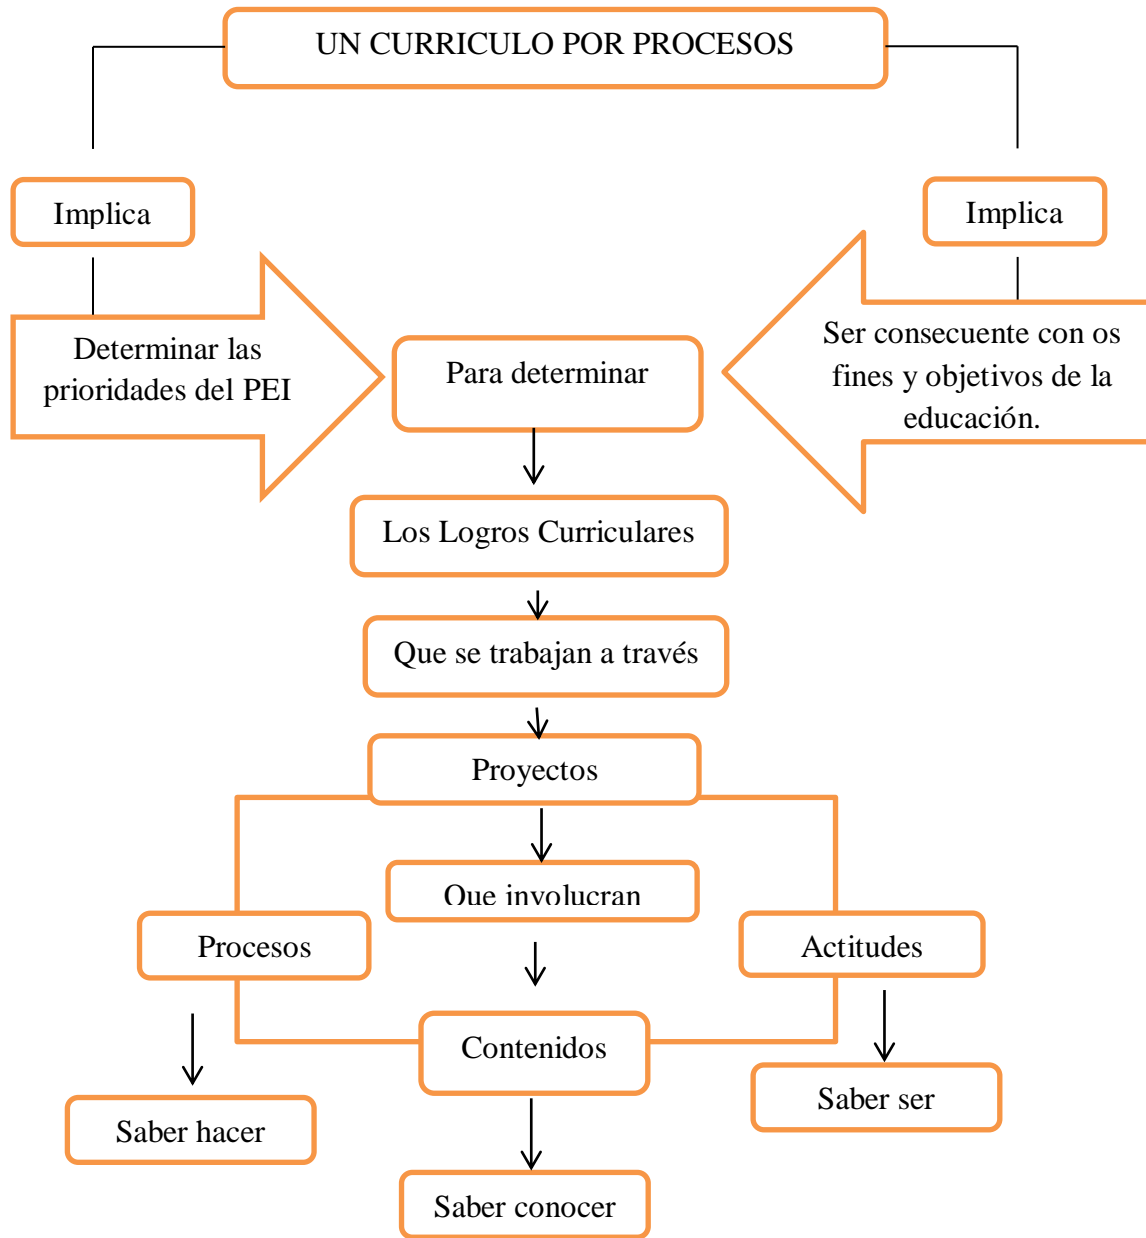 UN CURRICULO POR PROCESOS
Implica
Implica
Determinar las
prioridades del PEI
Para determinar
Ser consecuente con os
fines y objetivos de la
educación.
Los Logros Curriculares
Que se trabajan a través
Proyectos
Que involucran
Procesos
Actitudes
Contenidos
Saber ser
Saber hacer
Saber conocer